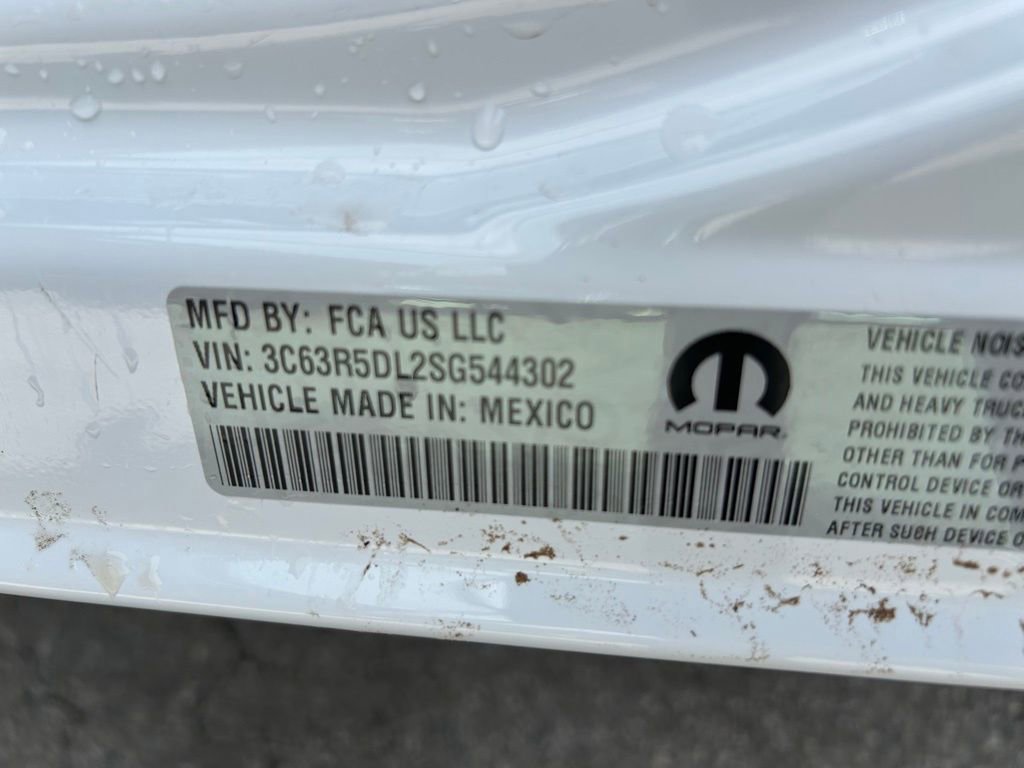 MFD BY: FCA US LLC
VIN: 3C63R5DL2SG544302
VEHICLE MADE IN: MEXICO
MOPAR
VEHICLE NOIS
THIS VEHICLE CO
AND HEAVY TRUC
PROHIBITED BY TH
OTHER THAN FOR
CONTROL DEVICE OR
THIS VEHICLE IN COM
AFTER SUCH DEVICE